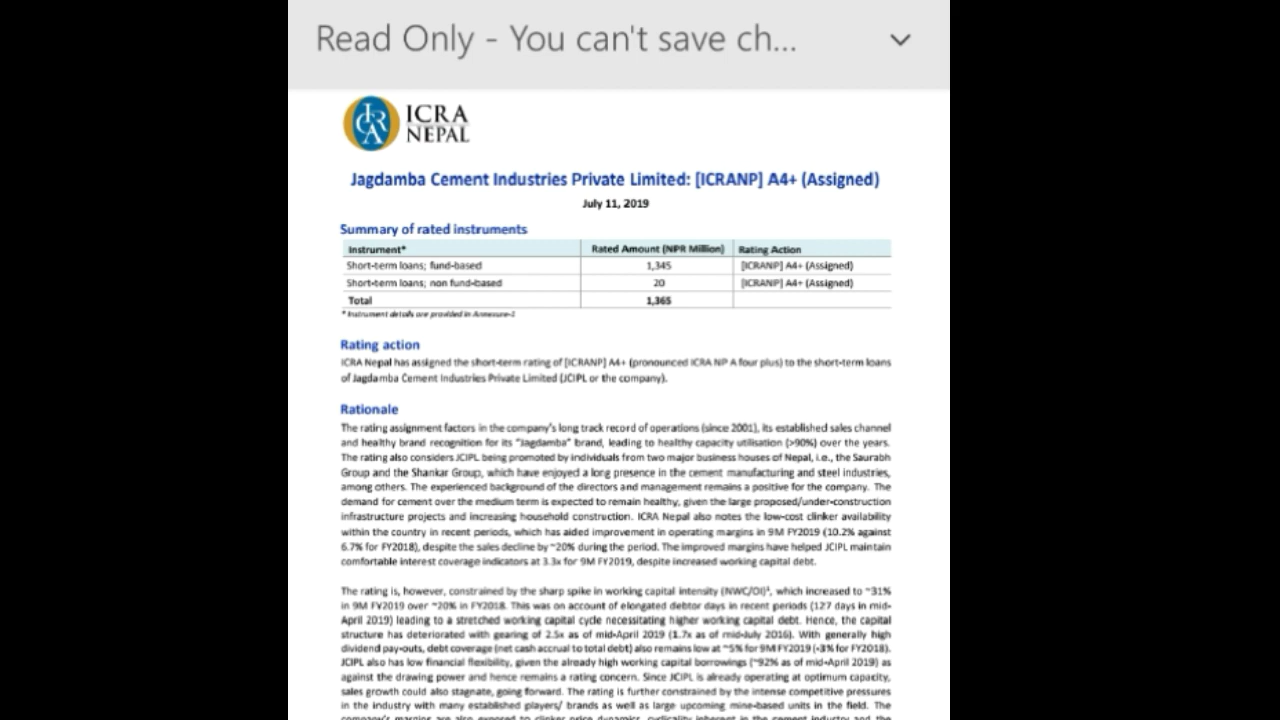 Read Only - You can't save ch...
ICRA
NEPAL
Jagdamba Cement Industries Private Limited: [ICRANP] A4+ (Assigned)
July 11, 2019
Summary of rated instruments
Instrument* Rated Amount (NPR Million) Rating Action
Short-term loans; fund-based 1,345 [ICRANP] A4+ (Assigned)
Short-term loans; non fund-based 20 [ICRANP] A4+ (Assigned)
Total 1,365
* Instrument details are provided in Annexure-1
Rating action
ICRA Nepal has assigned the short-term rating of [ICRANP] A4+ (pronounced ICRA NP A four plus) to the short-term loans
of Jagdamba Cement Industries Private Limited (JCIPL or the company).
Rationale
The rating assignment factors in the company's long track record of operations (since 2001), its established sales channel
and healthy brand recognition for its "Jagdamba" brand, leading to healthy capacity utilisation (>90%) over the years.
The rating also considers JCIPL being promoted by individuals from two major business houses of Nepal, i.e., the Saurabh
Group and the Shankar Group, which have enjoyed a long presence in the cement manufacturing and steel industries,
among others. The experienced background of the directors and management remains a positive for the company. The
demand for cement over the medium term is expected to remain healthy, given the large proposed/under-construction
infrastructure projects and increasing household construction. ICRA Nepal also notes the low-cost clinker availability
within the country in recent periods, which has aided improvement in operating margins in 9M FY2019 (10.2% against
6.7% for FY2018), despite the sales decline by ~20% during the period. The improved margins have helped JCIPL maintain
comfortable interest coverage indicators at 3.3x for 9M FY2019, despite increased working capital debt.
The rating is, however, constrained by the sharp spike in working capital intensity (NWC/OI)¹, which increased to ~31%
in 9M FY2019 over ~20% in FY2018. This was on account of elongated debtor days in recent periods (127 days in mid-
April 2019) leading to a stretched working capital cycle necessitating higher working capital debt. Hence, the capital
structure has deteriorated with gearing of 2.5x as of mid-April 2019 (1.7x as of mid-July 2016). With generally high
dividend pay-outs, debt coverage (net cash accrual to total debt) also remains low at ~5% for 9M FY2019 (-3% for FY2018).
JCIPL also has low financial flexibility, given the already high working capital borrowings (~92% as of mid-April 2019) as
against the drawing power and hence remains a rating concern. Since JCIPL is already operating at optimum capacity,
sales growth could also stagnate, going forward. The rating is further constrained by the intense competitive pressures
in the industry with many established players/ brands as well as large upcoming mine-based units in the field. The
company's margins are also exposed to clinker price dynamics, cyclicality inherent in the cement industry and the